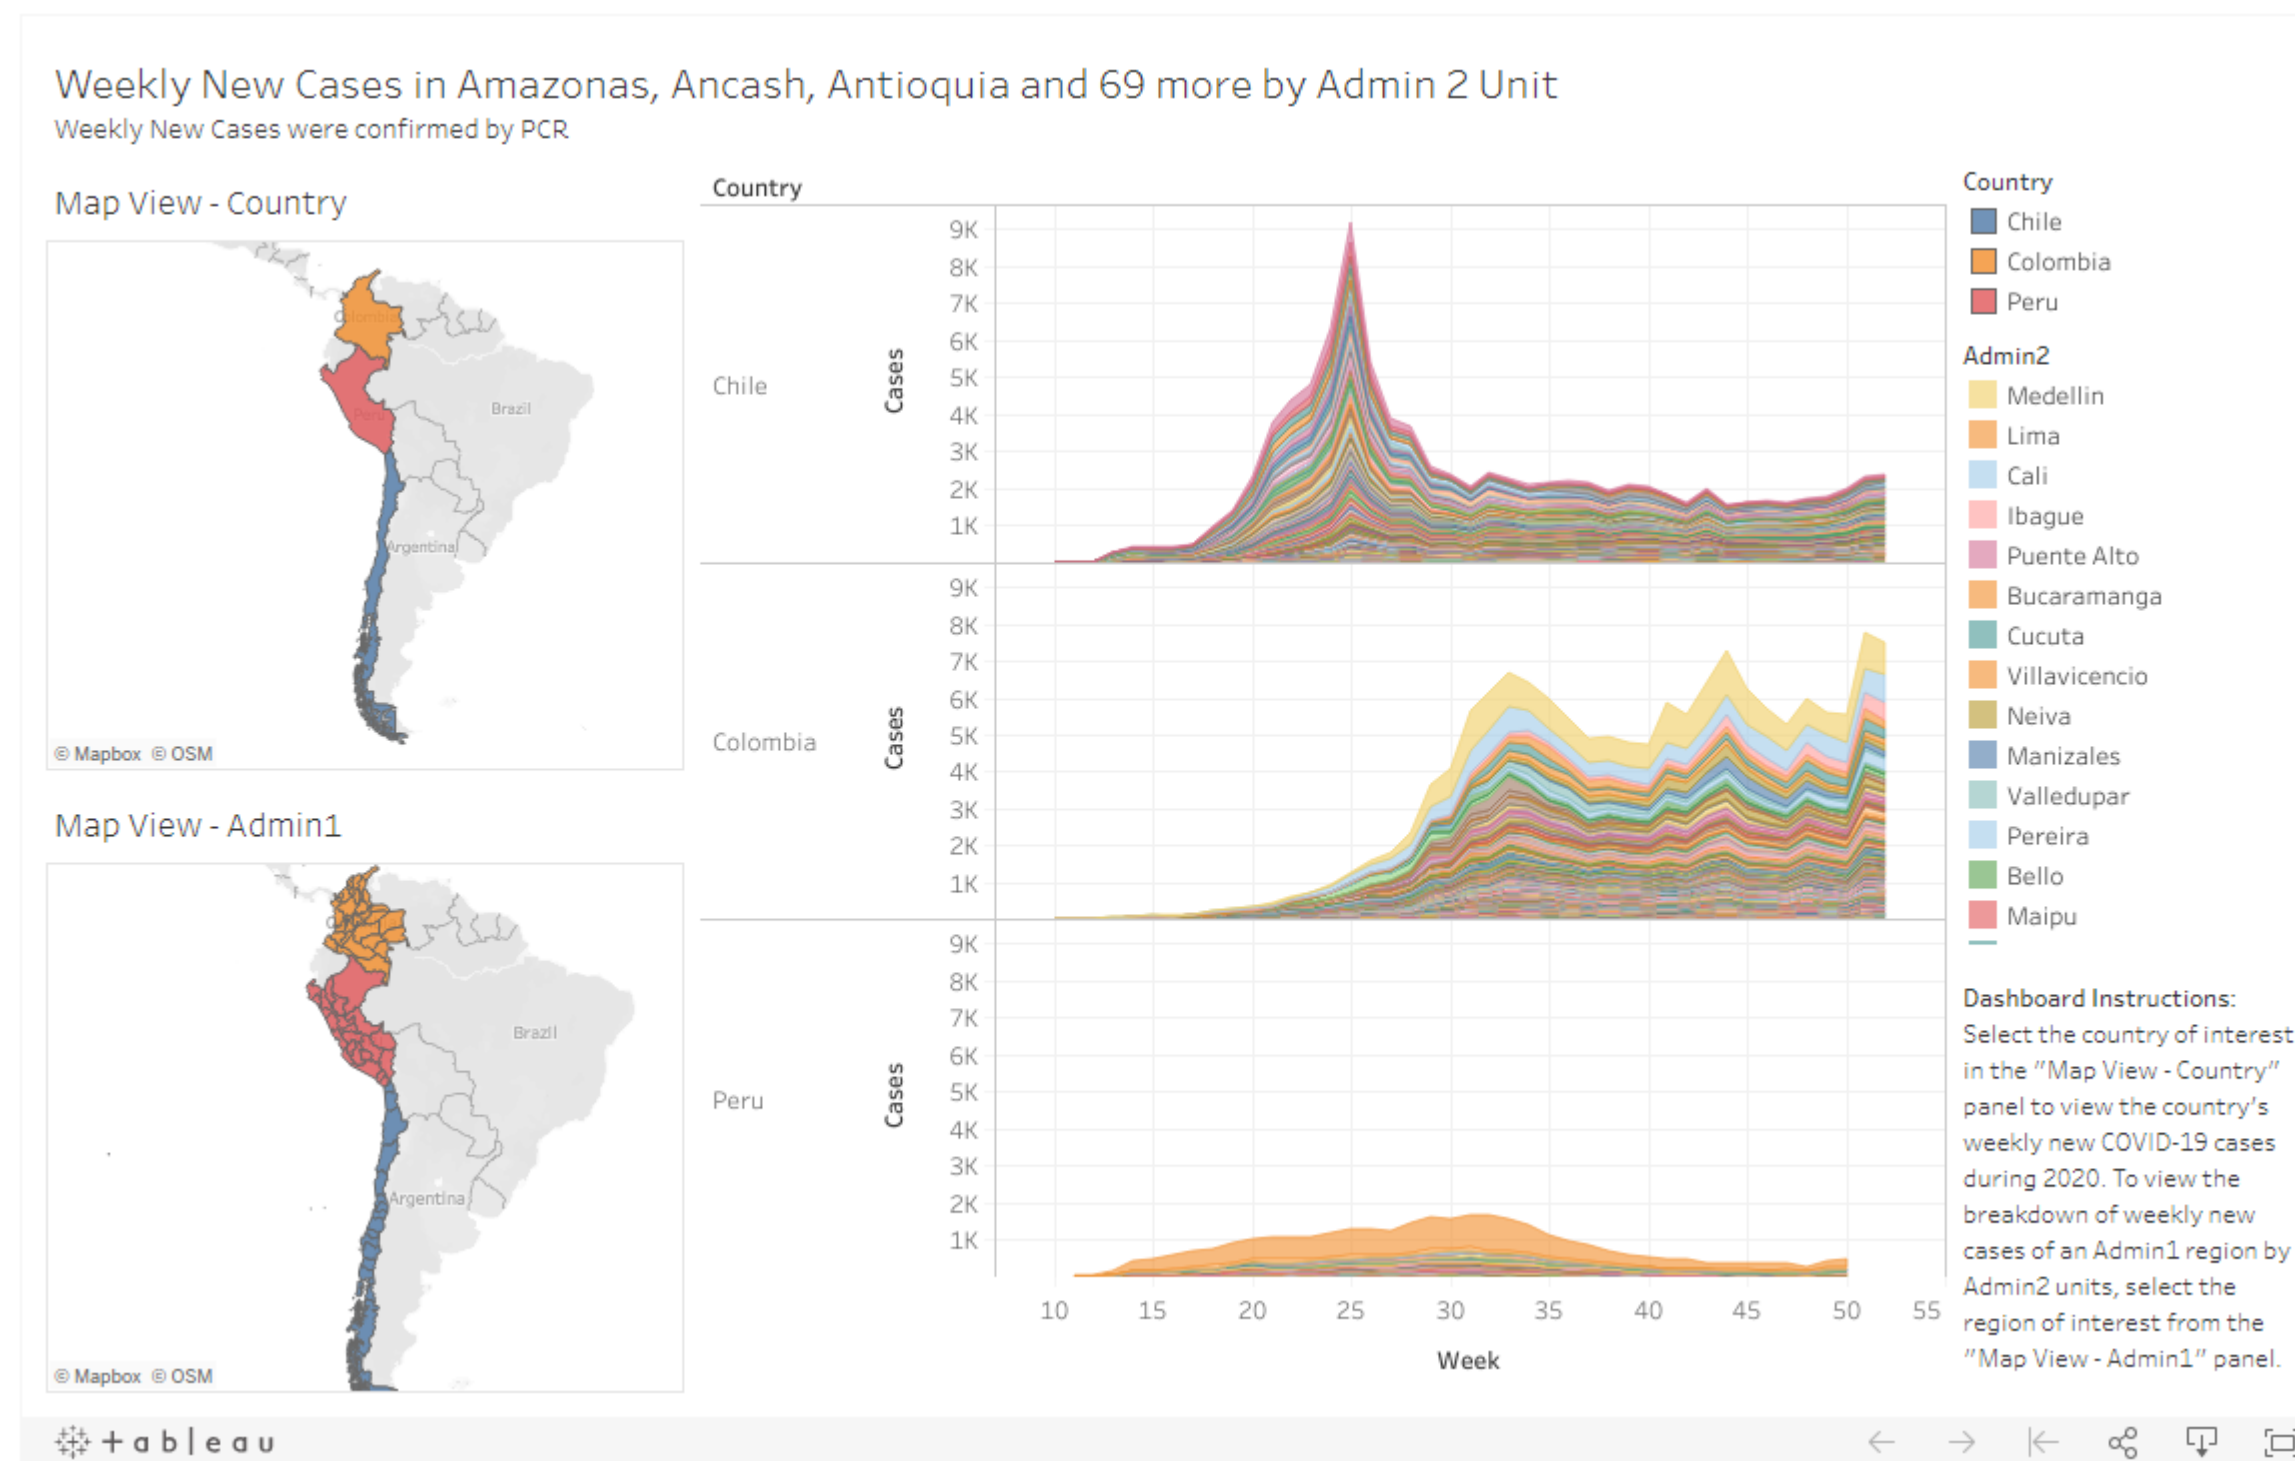 Weekly New Cases in Amazonas, Ancash, Antioquia and 69 more by Admin 2 Unit
Weekly New Cases were confirmed by PCR
Map View - Country
Colombia
Peru
Brazil
Argentina
© Mapbox © OSM
Map View - Admin1
Brazil
Argentina
© Mapbox © OSM
Country
Chile
Cases
9K
8K
7K
6K
5K
4K
3K
2K
1K
Colombia
Cases
9K
8K
7K
6K
5K
4K
3K
2K
1K
Peru
Cases
9K
8K
7K
6K
5K
4K
3K
2K
1K
10 15 20 25 30 35 40 45 50 55
Week
Country
Chile
Colombia
Peru
Admin2
Medellin
Lima
Cali
Ibague
Puente Alto
Bucaramanga
Cucuta
Villavicencio
Neiva
Manizales
Valledupar
Pereira
Bello
Maipu
Dashboard Instructions:
Select the country of interest
in the "Map View - Country"
panel to view the country's
weekly new COVID-19 cases
during 2020. To view the
breakdown of weekly new
cases of an Admin1 region by
Admin2 units, select the
region of interest from the
"Map View - Admin1" panel.
+ableau